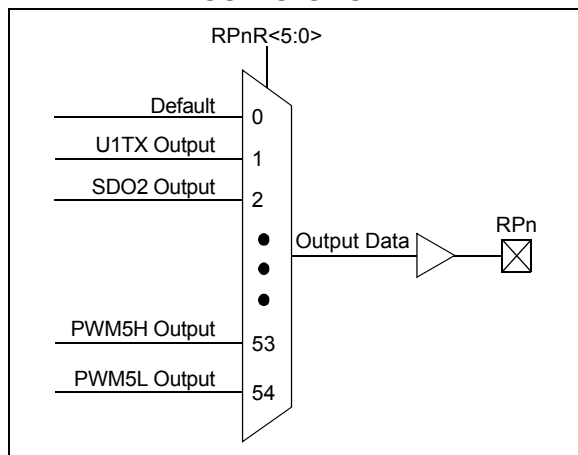 RPnR<5:0>
Default
0
U1TX Output
1
SDO2 Output
2
Output Data
RPn
PWM5H Output
53
PWM5L Output
54